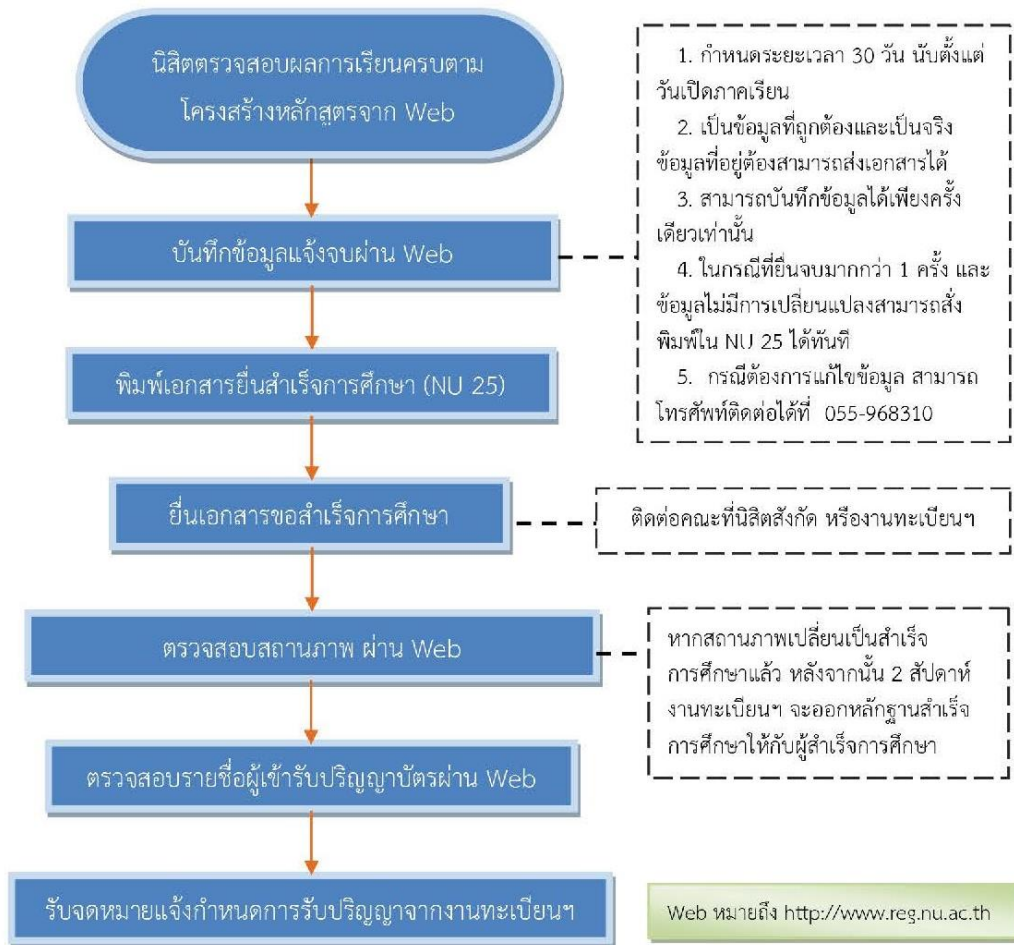 นิสิตตรวจสอบผลการเรียนครบตาม
โครงสร้างหลักสูตรจาก Web
บันทึกข้อมูลแจ้งจบผ่าน Web
1. กำหนดระยะเวลา 30 วัน นับตั้งแต่
วันเปิดภาคเรียน
2. เป็นข้อมูลที่ถูกต้องและเป็นจริง
ข้อมูลที่อยู่ต้องสามารถส่งเอกสารได้
3. สามารถบันทึกข้อมูลได้เพียงครั้ง
เดียวเท่านั้น
4. ในกรณีที่ยื่นจบมากกว่า 1 ครั้ง และ
ข้อมูลไม่มีการเปลี่ยนแปลงสามารถสั่ง
พิมพ์ใน NU 25 ได้ทันที
5. กรณีต้องการแก้ไขข้อมูล สามารถ
โทรศัพท์ติดต่อได้ที่ 055-968310
พิมพ์เอกสารยื่นสำเร็จการศึกษา (NU 25)
ยื่นเอกสารขอสำเร็จการศึกษา
ติดต่อคณะที่นิสิตสังกัด หรืองานทะเบียนฯ
ตรวจสอบสถานภาพ ผ่าน Web
หากสถานภาพเปลี่ยนเป็นสำเร็จ
การศึกษาแล้ว หลังจากนั้น 2 สัปดาห์
งานทะเบียนฯ จะออกหลักฐานสำเร็จ
การศึกษาให้กับผู้สำเร็จการศึกษา
ตรวจสอบรายชื่อผู้เข้ารับปริญญาบัตรผ่าน Web
รับจดหมายแจ้งกำหนดการรับปริญญาจากงานทะเบียนฯ
Web หมายถึง http://www.reg.nu.ac.th